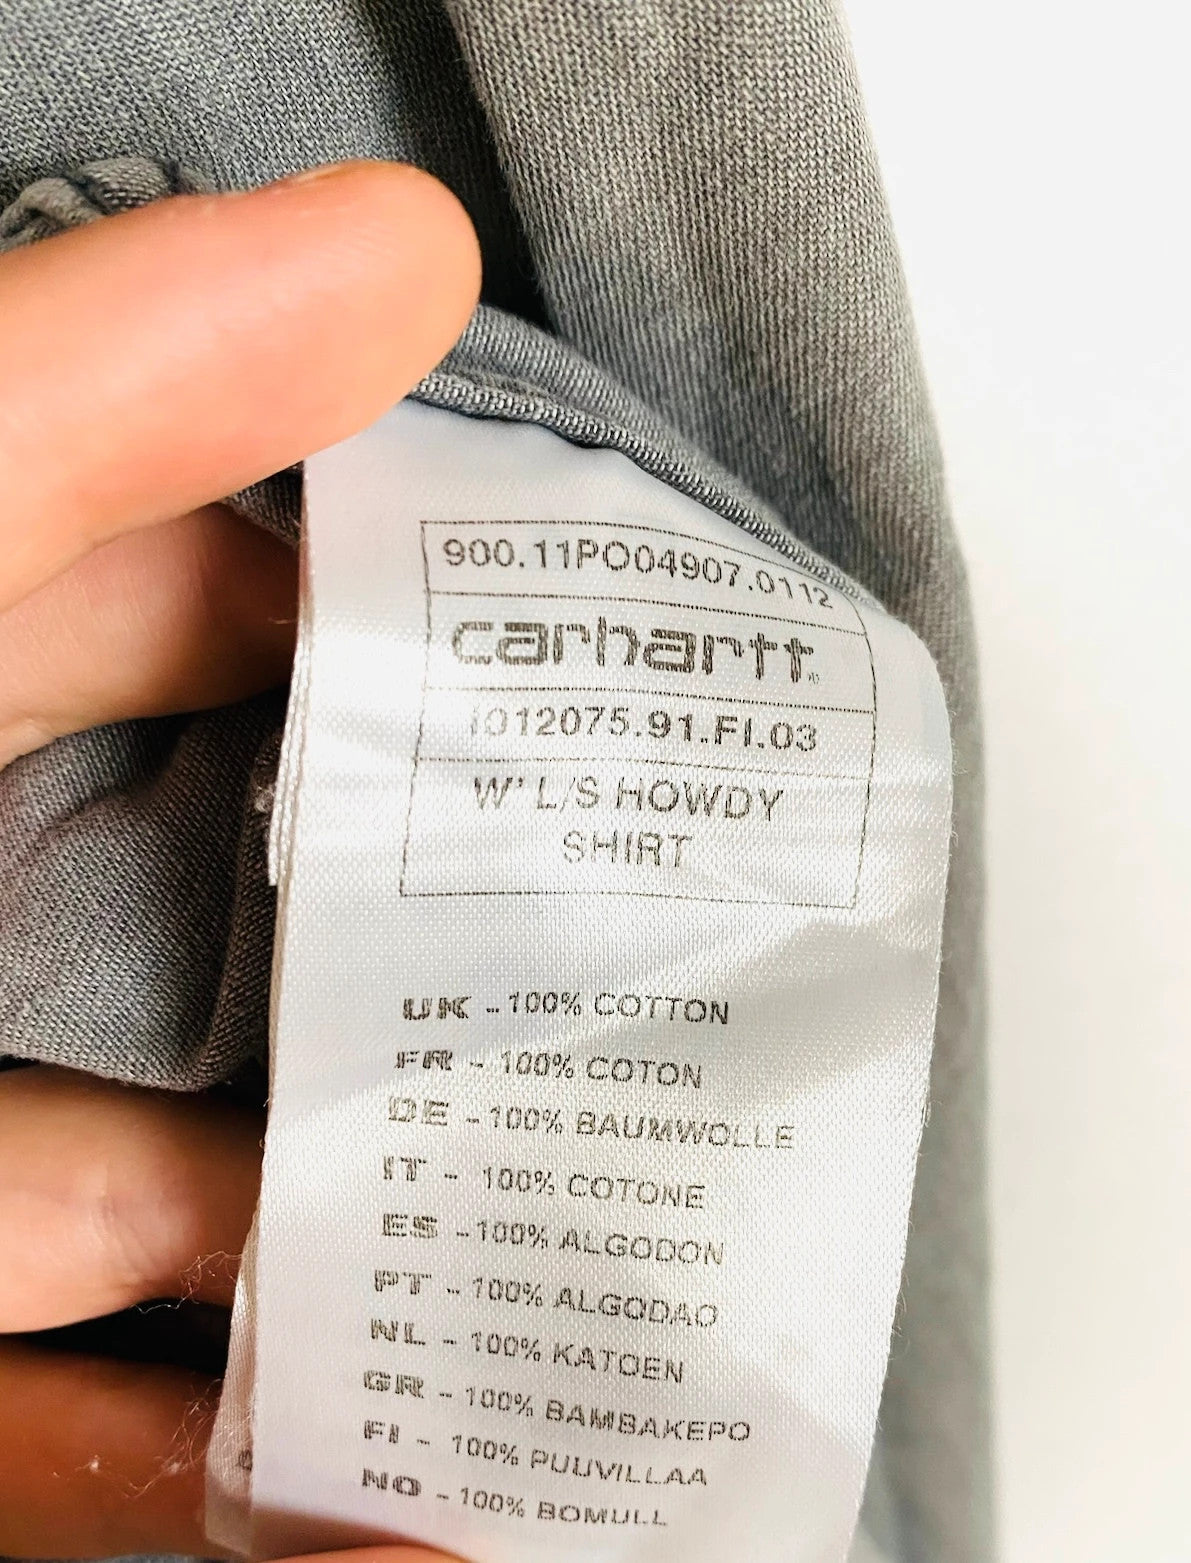 900.11PO04907.0112
carhartt
I012075.91.FI.03
W' L/S HOWDY
SHIRT
UK - 100% COTTON
FR - 100% COTON
DE - 100% BAUMWOLLE
IT - 100% COTONE
ES - 100% ALGODON
PT - 100% ALGODAO
NL - 100% KATOEN
GR - 100% BAMBAKEPO
FI - 100% PUUVILLAA
NO - 100% BOMULL